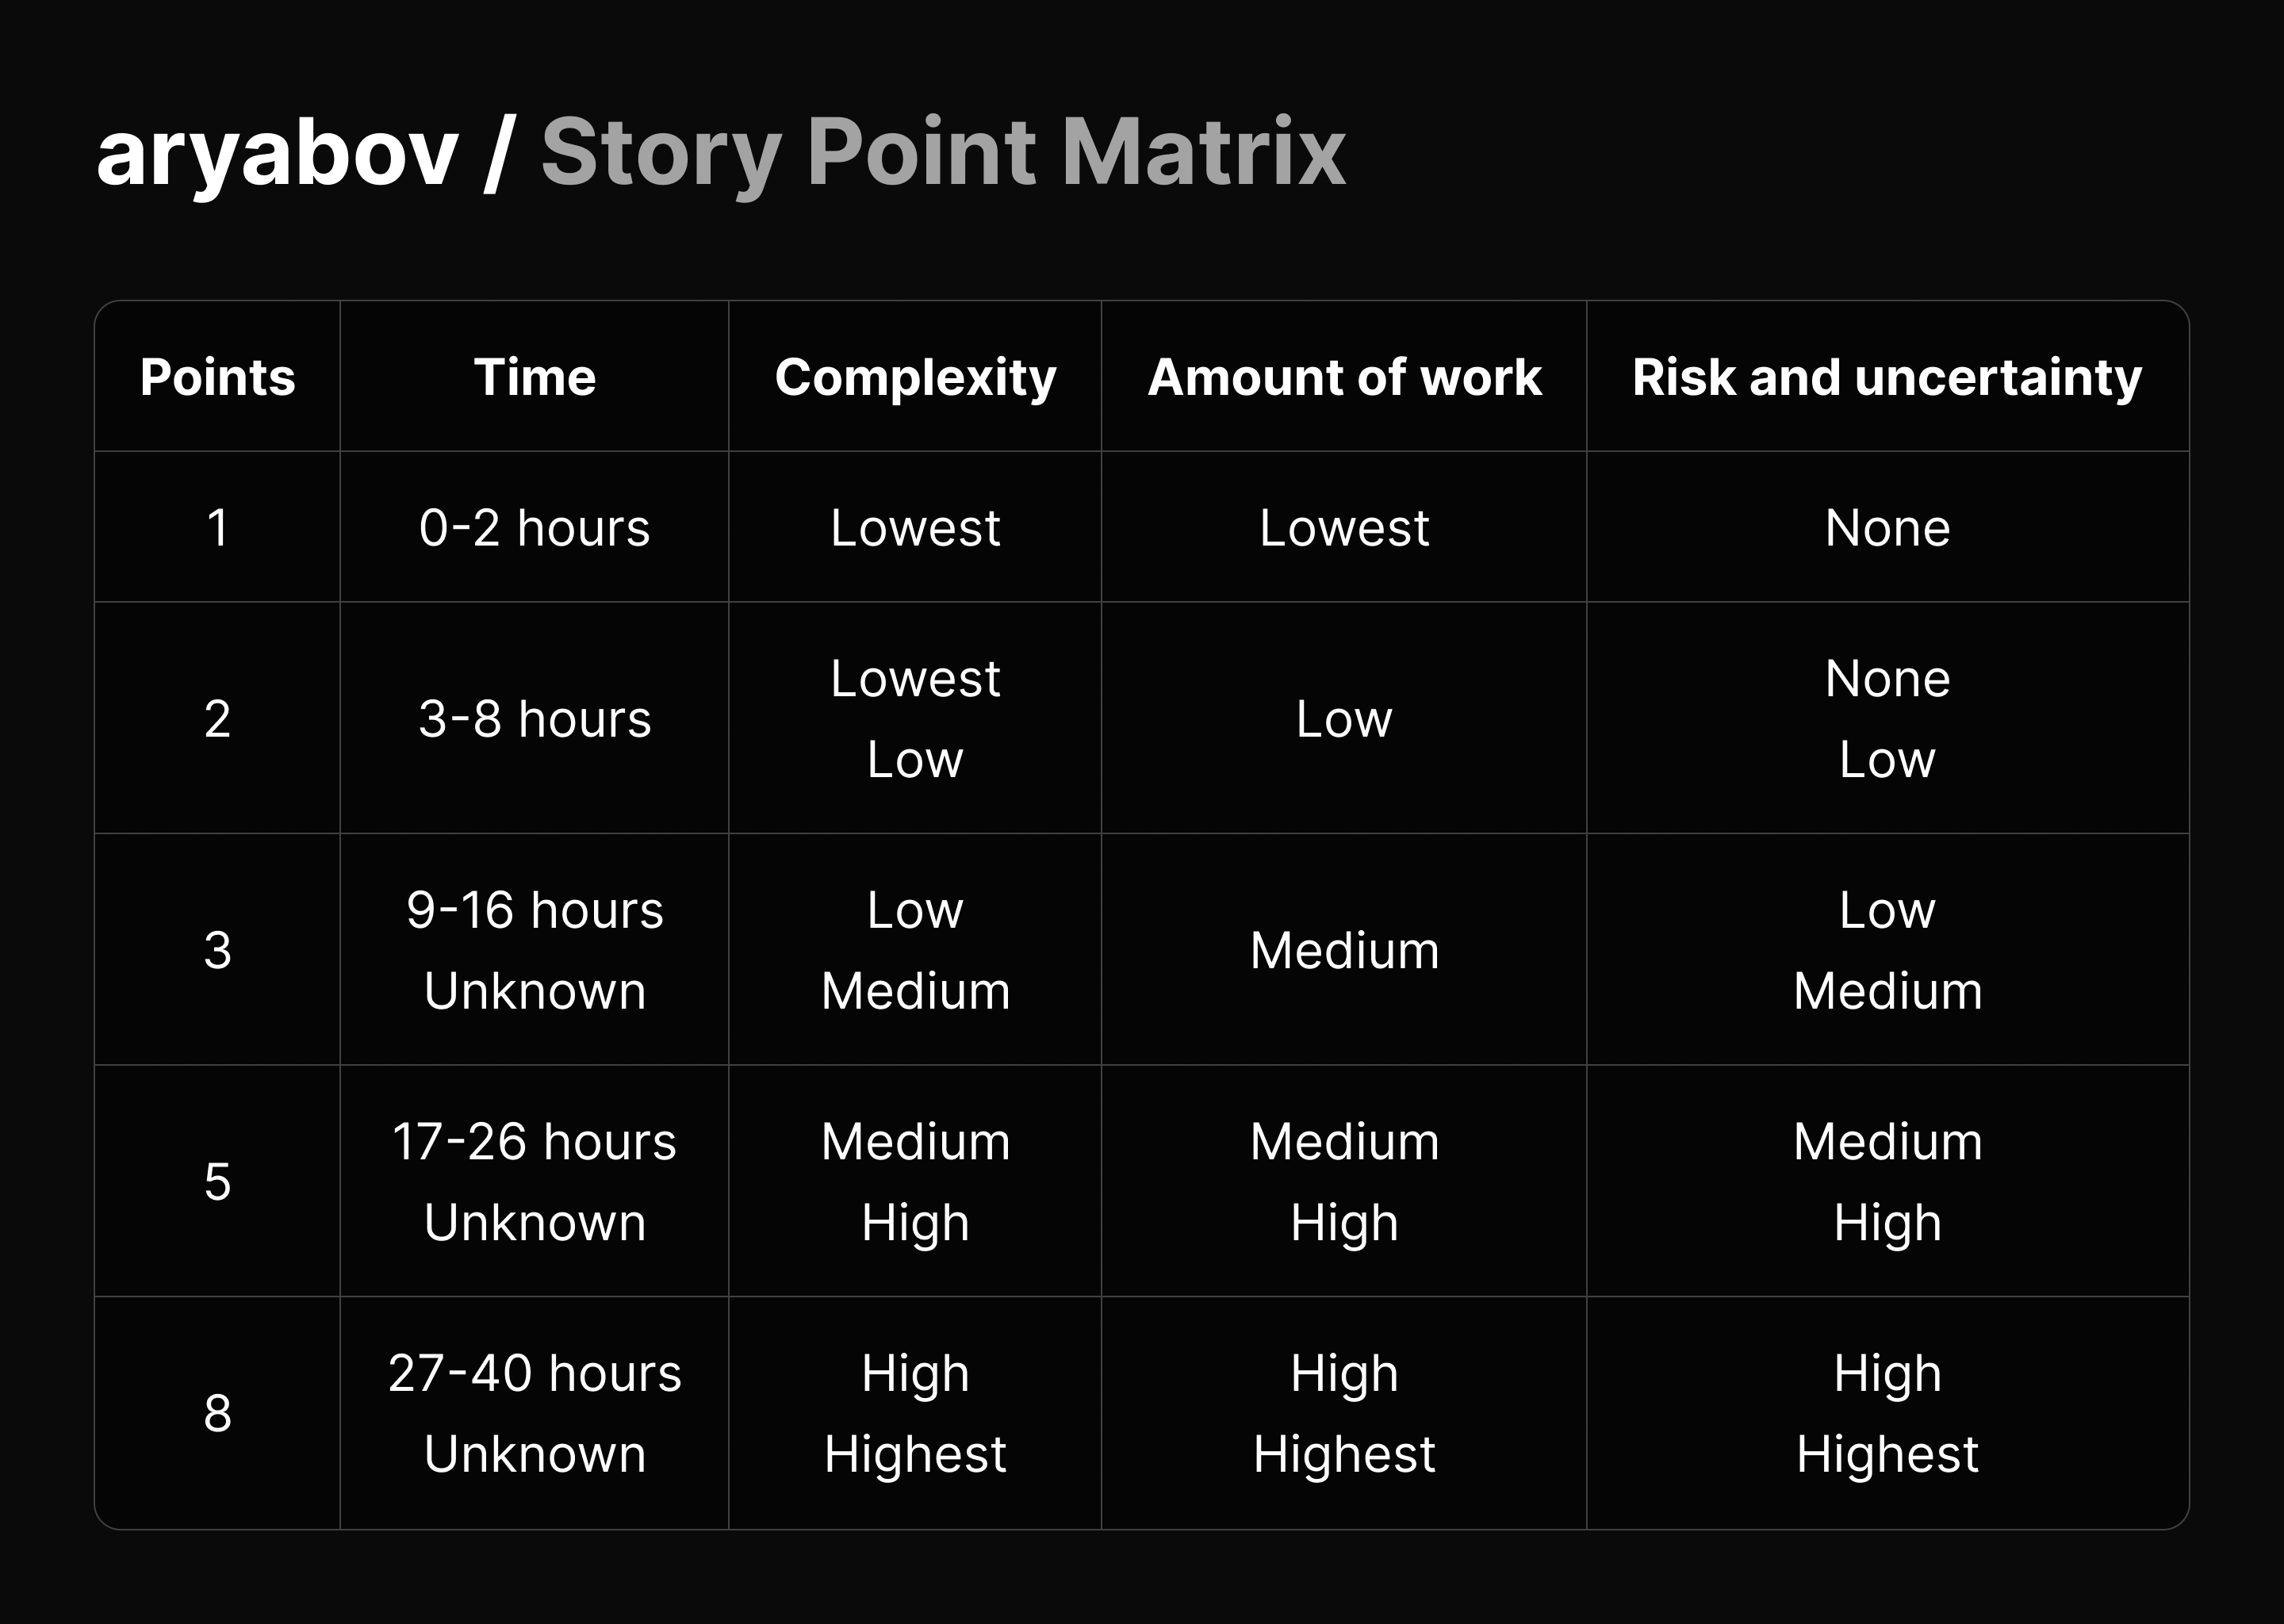 aryabov / Story Point Matrix
Points Time Complexity Amount of work Risk and uncertainty
1 0-2 hours Lowest Lowest None
2 3-8 hours Lowest Low Low None Low
3 9-16 hours Unknown Low Medium Medium Low Medium
5 17-26 hours Unknown Medium High Medium High Medium High
8 27-40 hours Unknown High Highest High Highest High Highest